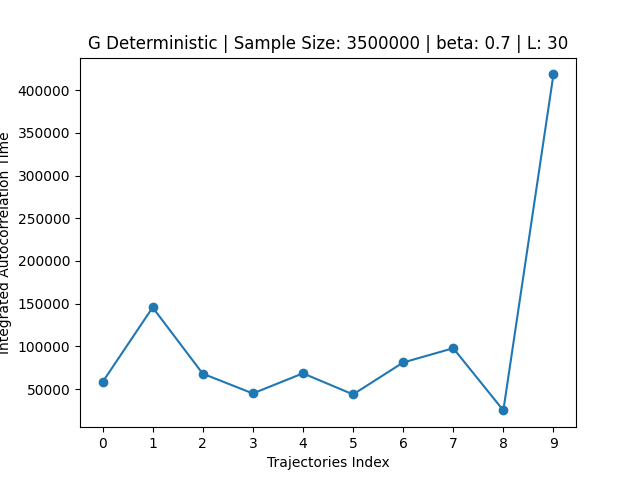 G Deterministic | Sample Size: 3500000 | beta: 0.7 | L: 30
Integrated Autocorrelation Time
400000
350000
300000
250000
200000
150000
100000
50000
0 1 2 3 4 5 6 7 8 9
Trajectories Index